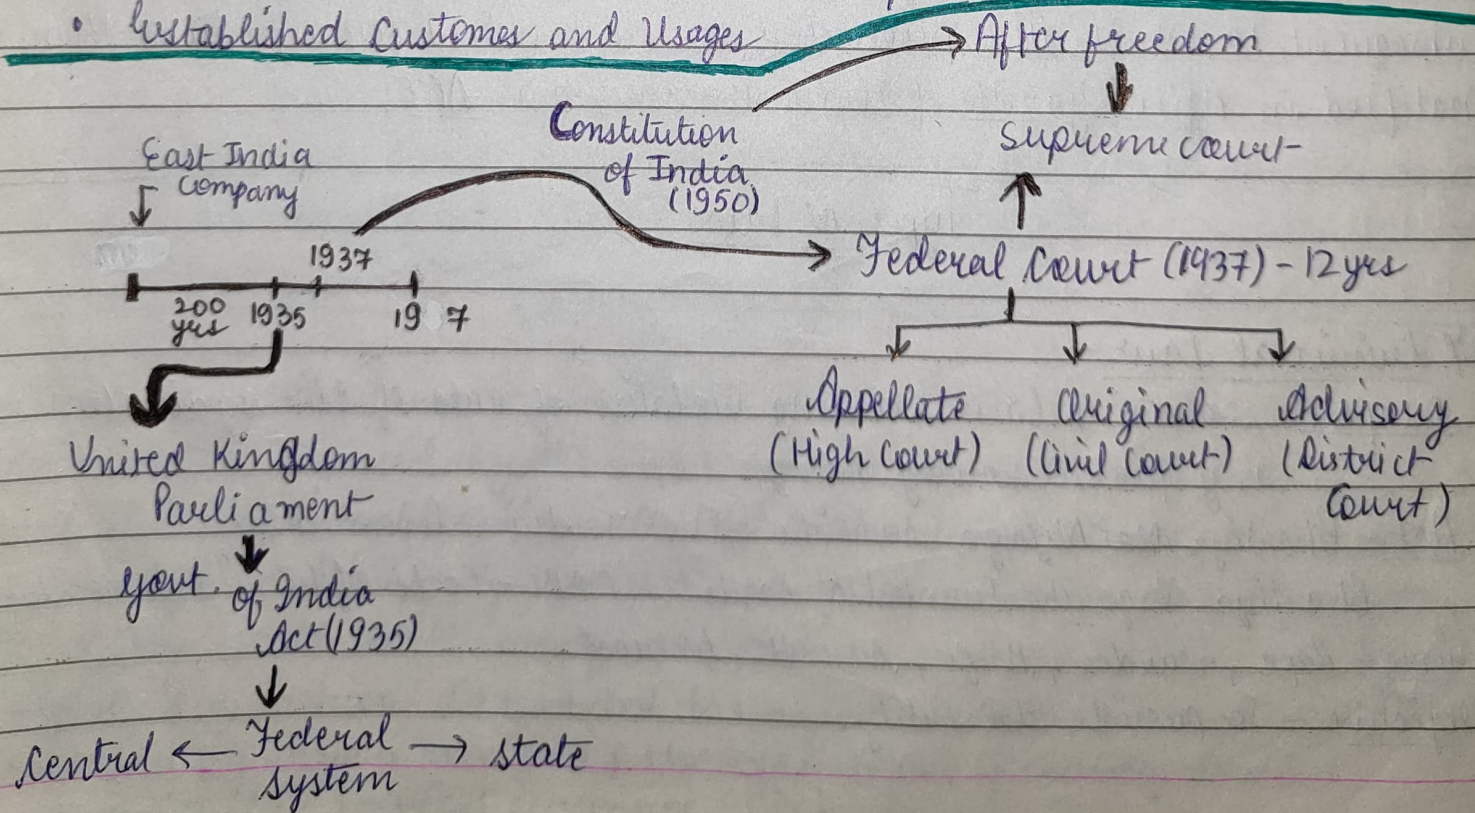 • Established Customes and Usages
After freedom
Supreme court
Constitution
of India
(1950)
East India
Company
1937
200
yrs
1935
19 7
Federal Court (1937) - 12 yrs
Appellate
(High Court)
Original
(Civil Court)
Advisory
(District
Court)
United Kingdom
Parliament
Govt. of India
Act (1935)
Central ← Federal → state
system